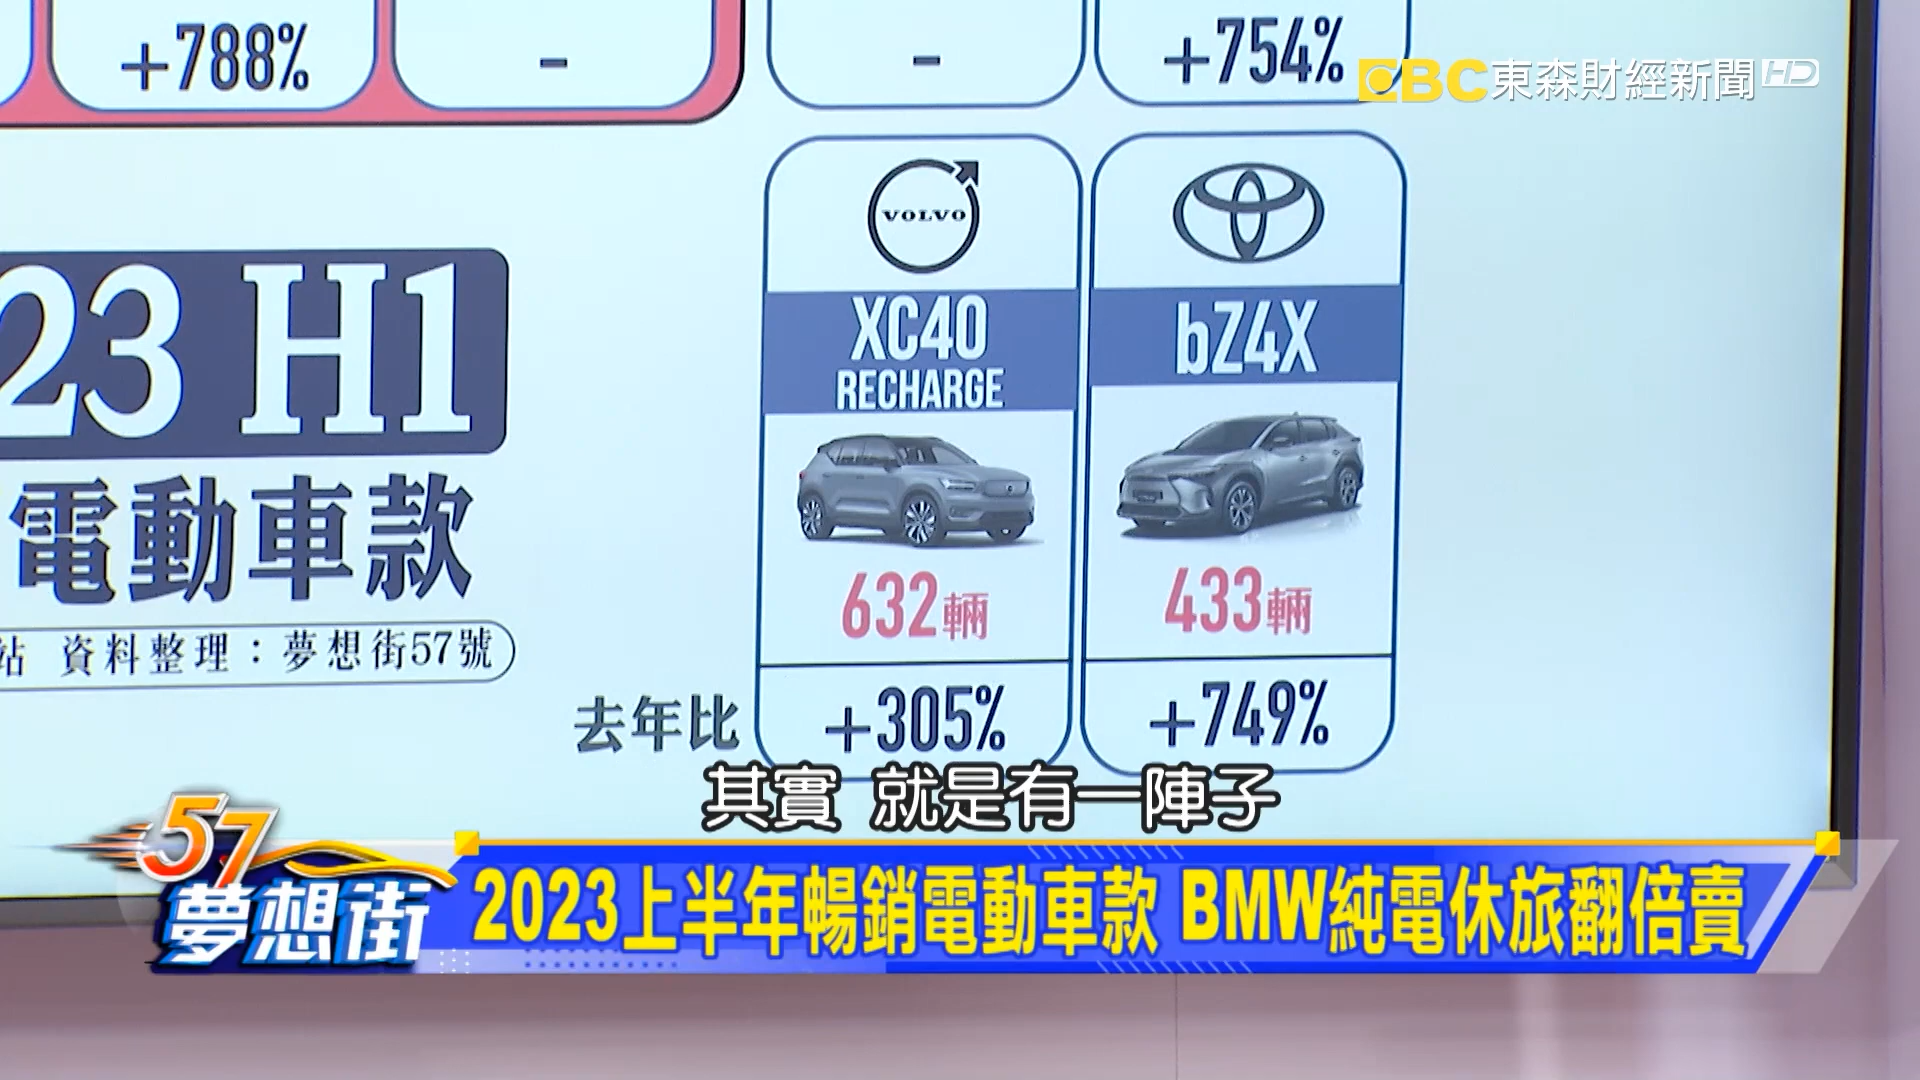 +788%
-
-
+754%
EBC東森財經新聞HD
VOLVO
XC40
RECHARGE
bZ4X
23 H1
電動車款
632輛
433輛
站 資料整理：夢想街57號
去年比
+305%
+749%
其實 就是有一陣子
57
夢想街
2023上半年暢銷電動車款 BMW純電休旅翻倍賣